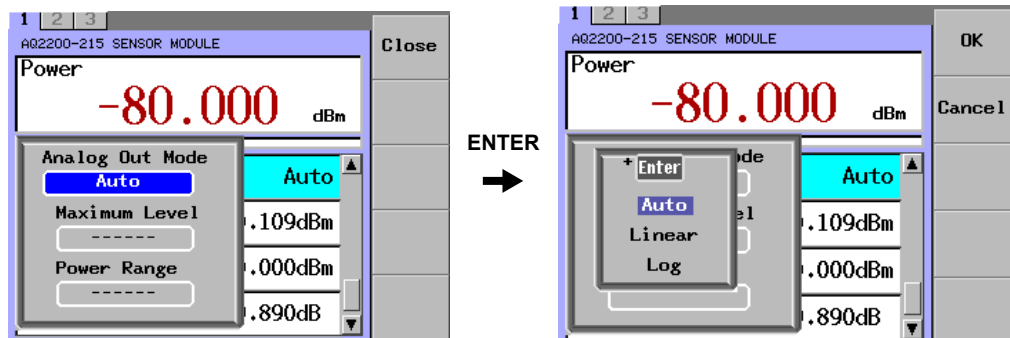 1 2 3
AQ2200-215 SENSOR MODULE
Close
Power
-80.000 dBm
Analog Out Mode
Auto
Auto
Maximum Level
------
.109dBm
Power Range
------
.000dBm
.890dB
ENTER
1 2 3
AQ2200-215 SENSOR MODULE
OK
Power
-80.000 dBm
Cancel
+ Enter
ode
Auto
Auto
el
.109dBm
Linear
Log
.000dBm
.890dB